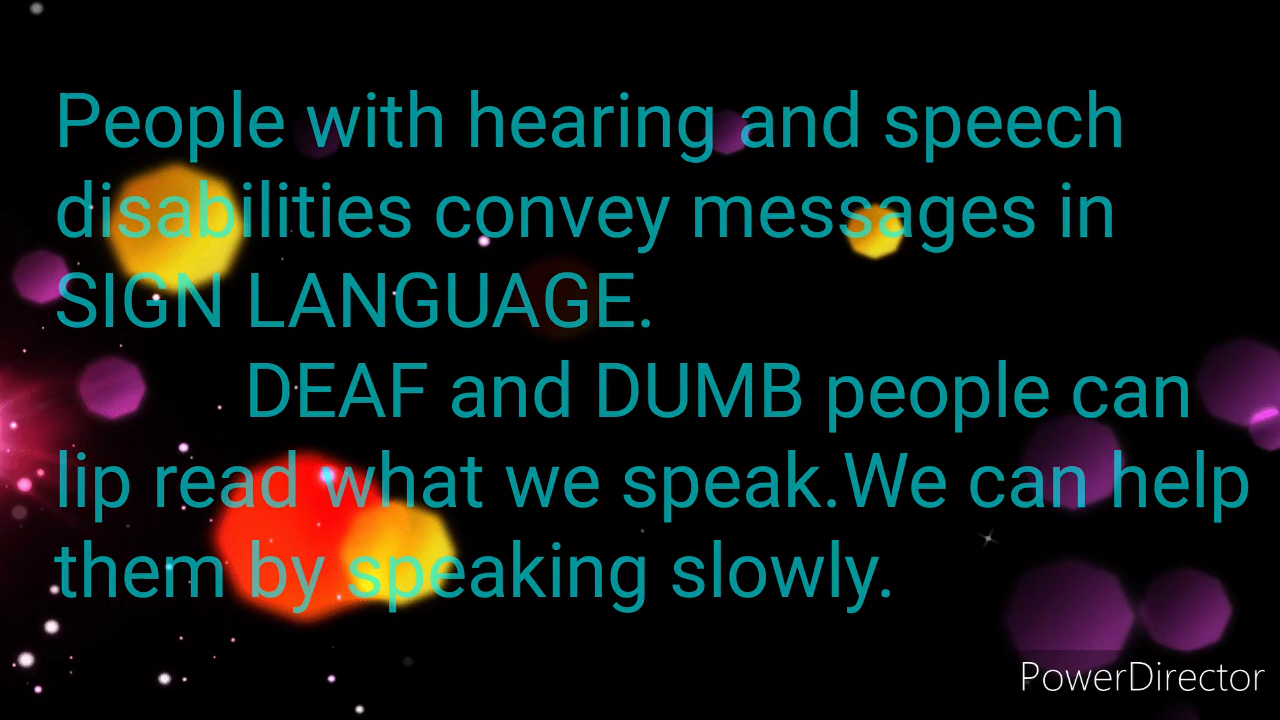 People with hearing and speech
disabilities convey messages in
SIGN LANGUAGE.
DEAF and DUMB people can
lip read what we speak.We can help
them by speaking slowly.
PowerDirector